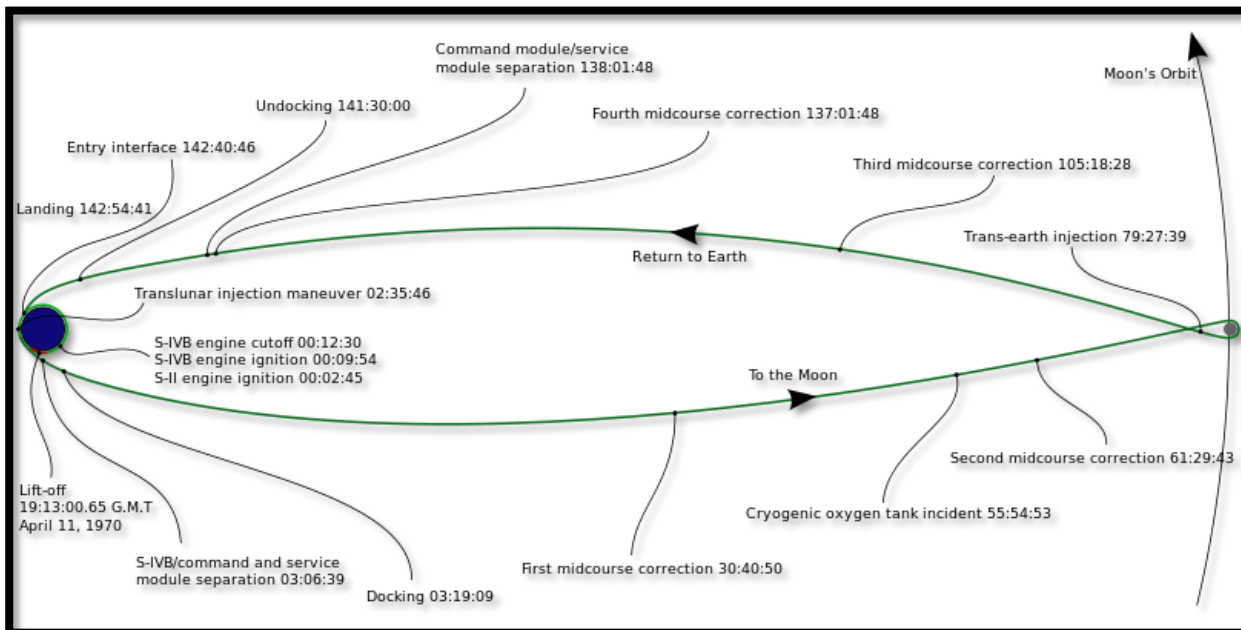 Command module/service
module separation 138:01:48
Moon's Orbit
Undocking 141:30:00
Fourth midcourse correction 137:01:48
Entry interface 142:40:46
Third midcourse correction 105:18:28
Landing 142:54:41
Trans-earth injection 79:27:39
Return to Earth
Translunar injection maneuver 02:35:46
S-IVB engine cutoff 00:12:30
S-IVB engine ignition 00:09:54
S-II engine ignition 00:02:45
To the Moon
Second midcourse correction 61:29:43
Lift-off
19:13:00.65 G.M.T
April 11, 1970
Cryogenic oxygen tank incident 55:54:53
S-IVB/command and service
module separation 03:06:39
First midcourse correction 30:40:50
Docking 03:19:09